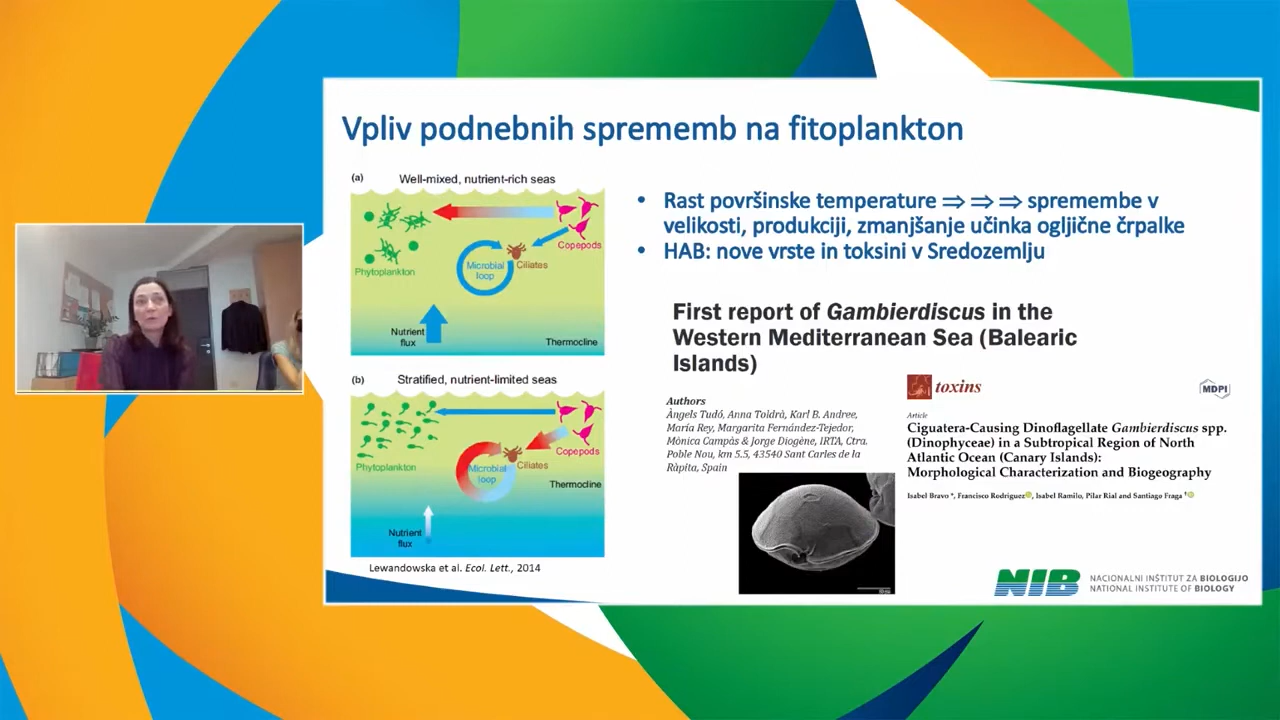 Vpliv podnebnih sprememb na fitoplankton
(a)
Well-mixed, nutrient-rich seas
Copepods
Ciliates
Microbial
loop
Phytoplankton
Nutrient
flux
Thermocline
(b)
Stratified, nutrient-limited seas
Copepods
Ciliates
Microbial
loop
Phytoplankton
Thermocline
Nutrient
flux
Lewandowska et al. Ecol. Lett., 2014
• Rast površinske temperature ⇒ ⇒ ⇒ spremembe v
velikosti, produkciji, zmanjšanje učinka ogljične črpalke
• HAB: nove vrste in toksini v Sredozemlju
First report of Gambierdiscus in the
Western Mediterranean Sea (Balearic
Islands)
Authors
Àngels Tudó, Anna Toldrà, Karl B. Andree,
María Rey, Margarita Fernández-Tejedor,
Mònica Campàs & Jorge Diogène, IRTA, Ctra.
Poble Nou, km 5.5, 43540 Sant Carles de la
Ràpita, Spain
toxins
MDPI
Article
Ciguatera-Causing Dinoflagellate Gambierdiscus spp.
(Dinophyceae) in a Subtropical Region of North
Atlantic Ocean (Canary Islands):
Morphological Characterization and Biogeography
Isabel Bravo *, Francisco Rodriguez, Isabel Ramilo, Pilar Rial and Santiago Fraga †
NIB
NACIONALNI INŠTITUT ZA BIOLOGIJO
NATIONAL INSTITUTE OF BIOLOGY